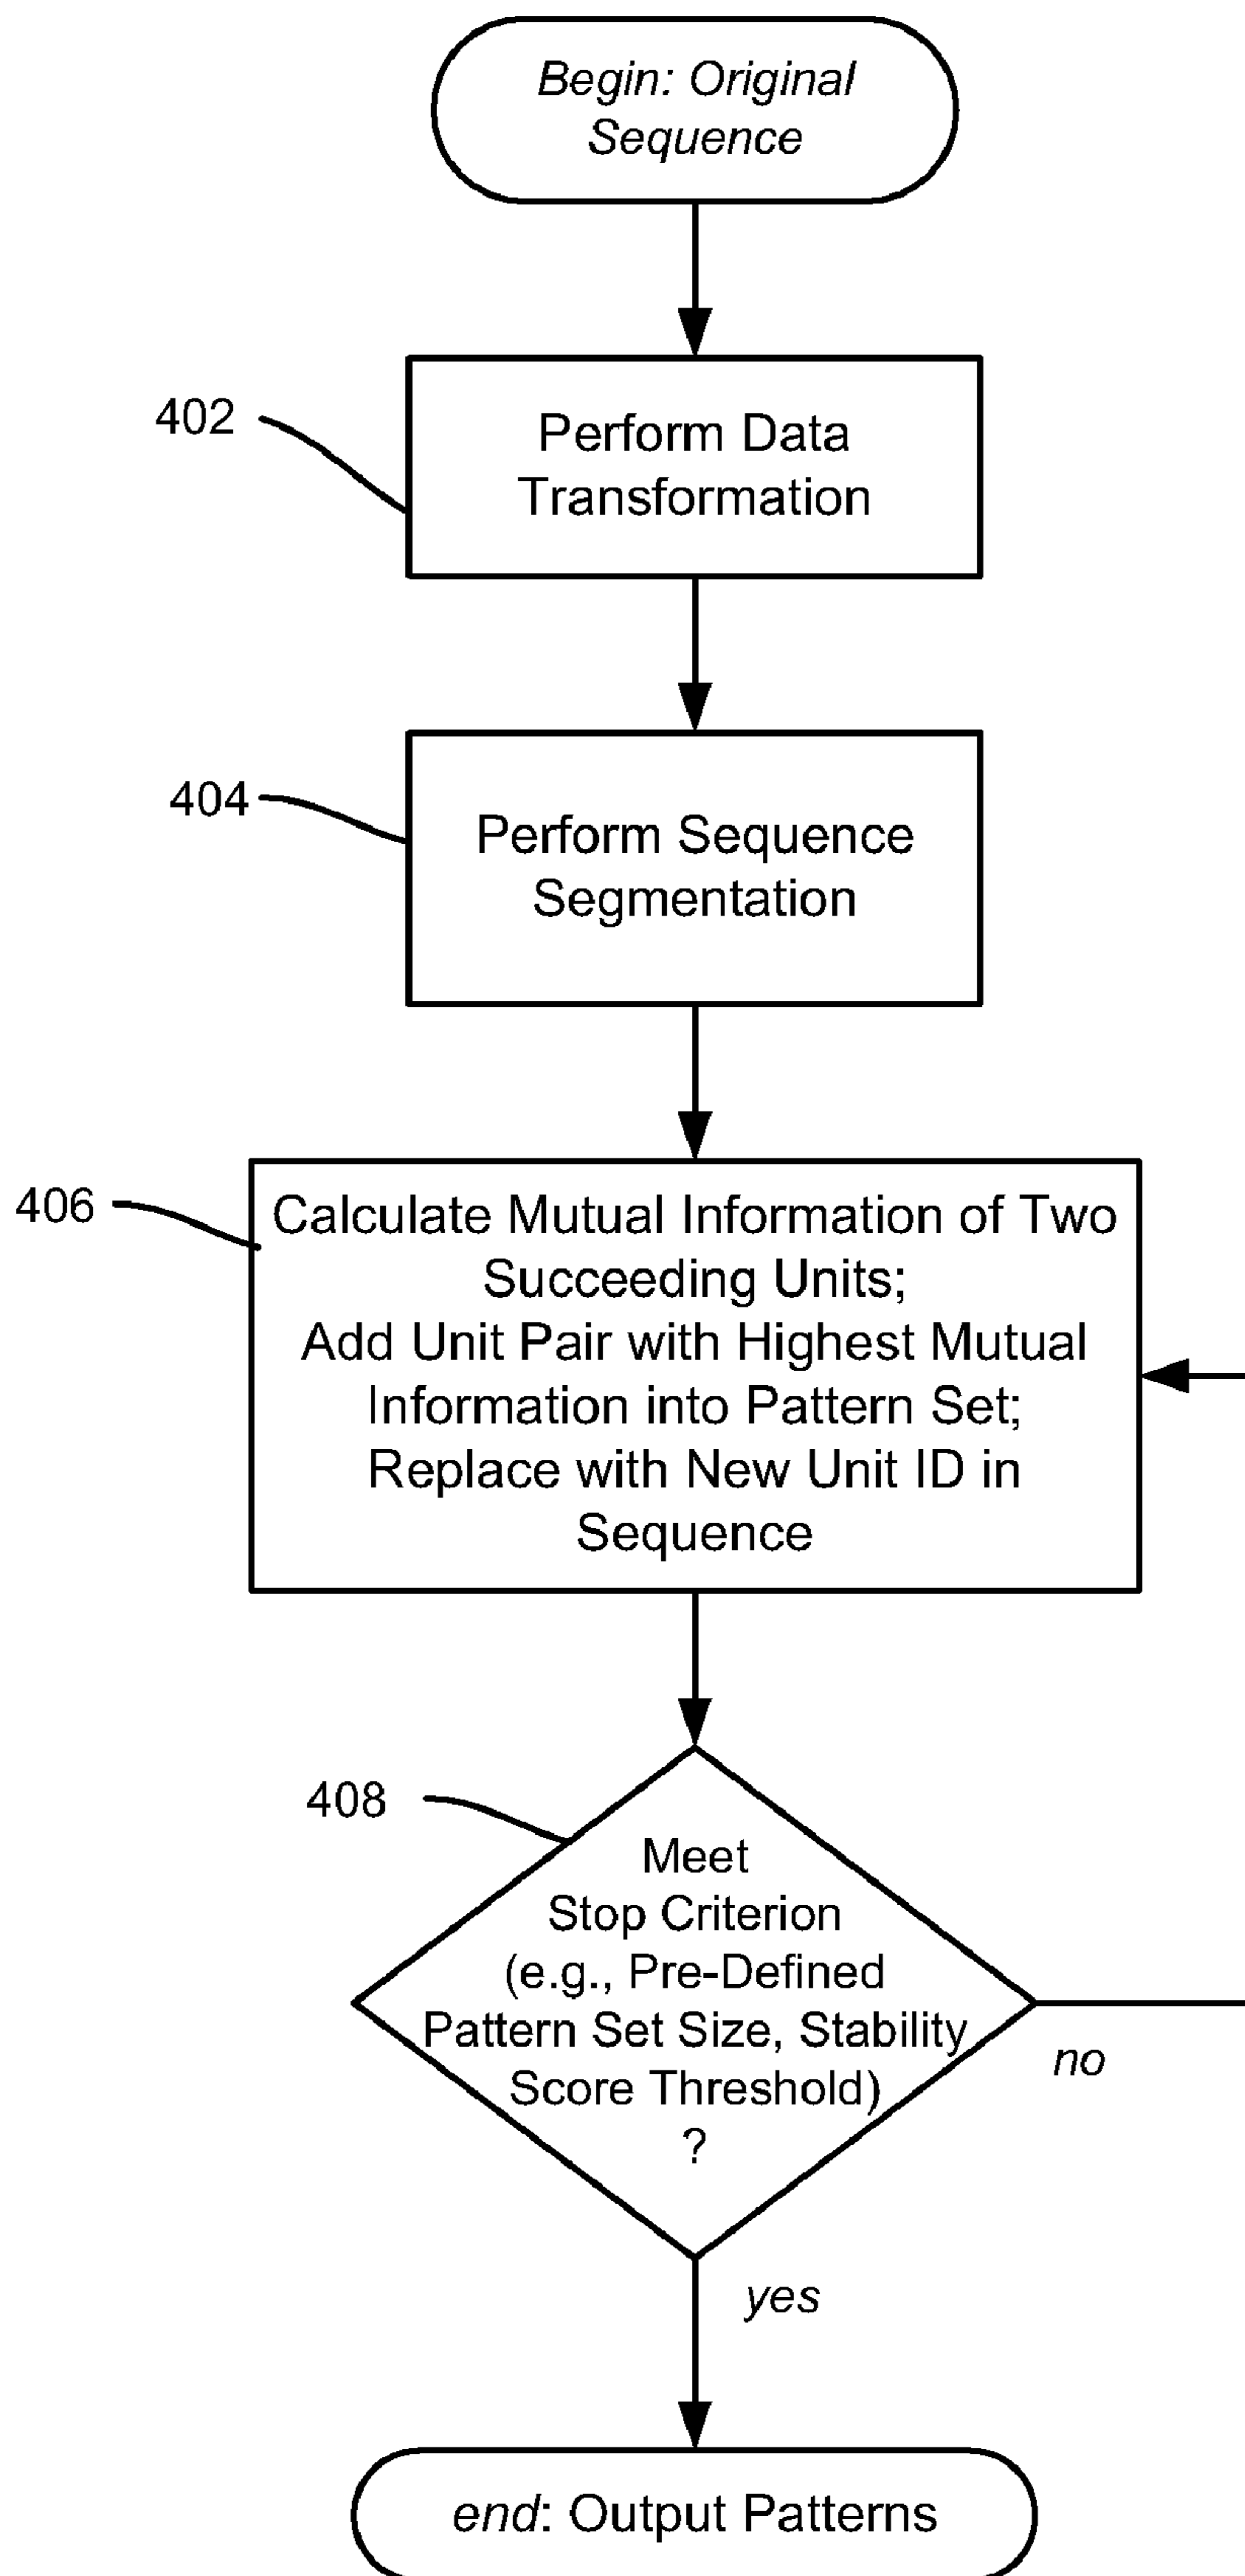 Begin: Original
Sequence
402
Perform Data
Transformation
404
Perform Sequence
Segmentation
406
Calculate Mutual Information of Two
Succeeding Units;
Add Unit Pair with Highest Mutual
Information into Pattern Set;
Replace with New Unit ID in
Sequence
408
Meet
Stop Criterion
(e.g., Pre-Defined
Pattern Set Size, Stability
Score Threshold)
?
no
yes
end: Output Patterns